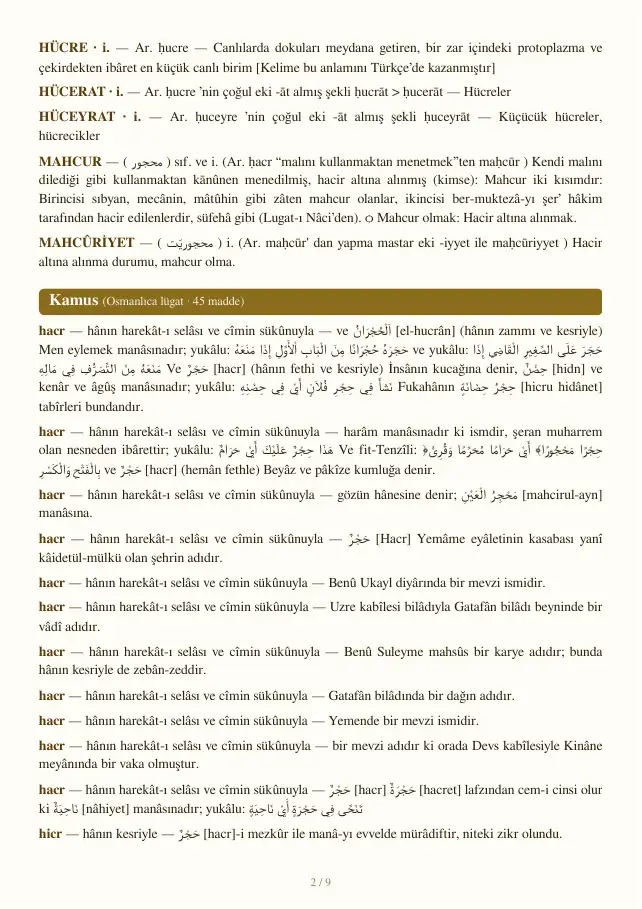 HÜCRE · i. — Ar. ḥucre — Canlılarda dokuları meydana getiren, bir zar içindeki protoplazma ve
çekirdekten ibâret en küçük canlı birim [Kelime bu anlamını Türkçe’de kazanmıştır]
HÜCERAT · i. — Ar. ḥucre ’nin çoğul eki -āt almış şekli ḥucrāt > ḥucerāt — Hücreler
HÜCEYRAT · i. — Ar. ḥuceyre ’nin çoğul eki -āt almış şekli ḥuceyrāt — Küçücük hücreler,
hücrecikler
MAHCUR — ( محجور ) sıf. ve i. (Ar. ḥacr “malını kullanmaktan menetmek”ten maḥcūr ) Kendi malını
dilediği gibi kullanmaktan kānûnen menedilmiş, hacir altına alınmış (kimse): Mahcur iki kısımdır:
Birincisi sıbyan, mecânin, mâtûhin gibi zâten mahcur olanlar, ikincisi ber-muktezâ-yı şer’ hâkim
tarafından hacir edilenlerdir, süfehâ gibi (Lugat-ı Nâci’den). ѻ Mahcur olmak: Hacir altına alınmak.
MAHCÛRİYET — ( محجوريّت ) i. (Ar. maḥcūr' dan yapma mastar eki -iyyet ile maḥcūriyyet ) Hacir
altına alınma durumu, mahcur olma.
Kamus (Osmanlıca lügat · 45 madde)
hacr — hânın harekât-ı selâsı ve cîmin sükûnuyla — ve اَلْحُجْرَانُ [el-hucrân] (hânın zammı ve kesriyle)
Men eylemek manâsınadır; yukâlu: حَجَرَهُ حُجْرَانًا مِنَ الْبَابِ اْلأَوَّلِ إِذَا مَنَعَهُ ve yukâlu: حَجَرَ عَلَى الصَّغِيرِ الْقَاضِي إِذَا
مَنَعَهُ مِنَ التَّصَرُّفِ فِي مَالِهِ Ve حَجْرٌ [hacr] (hânın fethi ve kesriyle) İnsânın kucağına denir, حِضْنٌ [hidn] ve
kenâr ve âgûş manâsınadır; yukâlu: نَشَأَ فِي حِجْرِ فُلاَنٍ أَيْ فِي حِضْنِهِ Fukahânın حِجْرُ حِضَانَةٍ [hicru hidânet]
tabîrleri bundandır.
hacr — hânın harekât-ı selâsı ve cîmin sükûnuyla — harâm manâsınadır ki ismdir, şeran muharrem
olan nesneden ibârettir; yukâlu: هَذَا حِجْرٌ عَلَيْكَ أَيْ حَرَامٌ Ve fit-Tenzîli: ﴿حِجْرًا مَحْجُورًا﴾ أَيْ حَرَامًا مُحَرَّمًا وَقُرِئَ
بِالْفَتْحِ وَالْكَسْرِ ve حَجْرٌ [hacr] (hemân fethle) Beyâz ve pâkîze kumluğa denir.
hacr — hânın harekât-ı selâsı ve cîmin sükûnuyla — gözün hânesine denir; مَحْجِرُ الْعَيْنِ [mahcirul-ayn]
manâsına.
hacr — hânın harekât-ı selâsı ve cîmin sükûnuyla — حَجْرٌ [Hacr] Yemâme eyâletinin kasabası yanî
kâidetül-mülkü olan şehrin adıdır.
hacr — hânın harekât-ı selâsı ve cîmin sükûnuyla — Benû Ukayl diyârında bir mevzi ismidir.
hacr — hânın harekât-ı selâsı ve cîmin sükûnuyla — Uzre kabîlesi bilâdıyla Gatafân bilâdı beyninde bir
vâdî adıdır.
hacr — hânın harekât-ı selâsı ve cîmin sükûnuyla — Benû Suleyme mahsûs bir karye adıdır; bunda
hânın kesriyle de zebân-zeddir.
hacr — hânın harekât-ı selâsı ve cîmin sükûnuyla — Gatafân bilâdında bir dağın adıdır.
hacr — hânın harekât-ı selâsı ve cîmin sükûnuyla — Yemende bir mevzi ismidir.
hacr — hânın harekât-ı selâsı ve cîmin sükûnuyla — bir mevzi adıdır ki orada Devs kabîlesiyle Kinâne
meyânında bir vaka olmuştur.
hacr — hânın harekât-ı selâsı ve cîmin sükûnuyla — حَجْرٌ [hacr] حَجْرَةٌ [hacret] lafzından cem-i cinsi olur
ki نَاحِيَةٌ [nâhiyet] manâsınadır; yukâlu: تَنَحَّى فِي حَجْرَةٍ أَيْ نَاحِيَةٍ
hicr — hânın kesriyle — حَجْرٌ [hacr]-i mezkûr ile manâ-yı evvelde mürâdiftir, niteki zikr olundu.
2 / 9